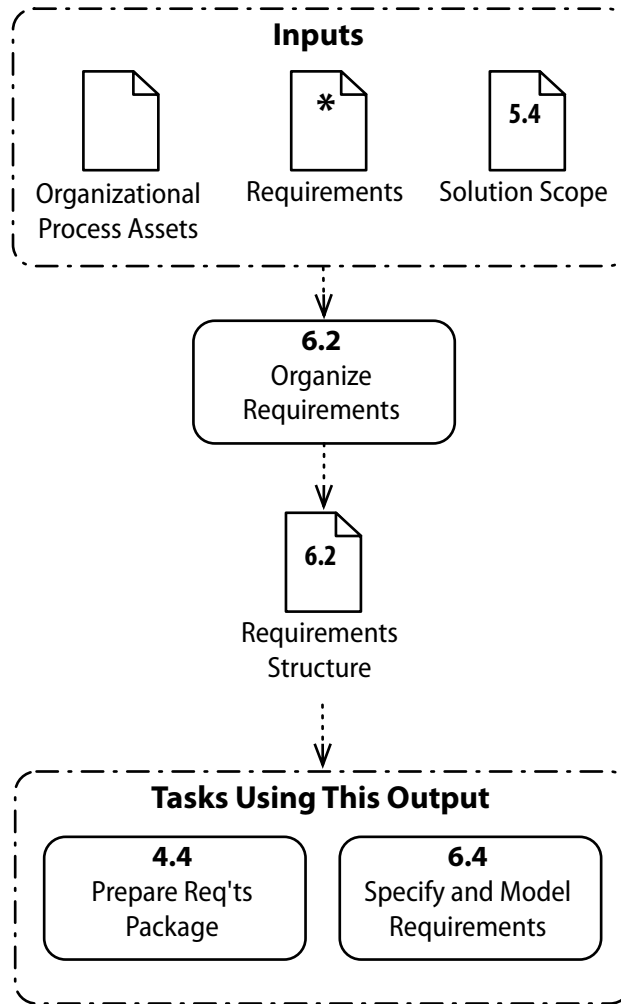 Inputs
*
5.4
Organizational
Process Assets
Requirements
Solution Scope
6.2
Organize
Requirements
6.2
Requirements
Structure
Tasks Using This Output
4.4
Prepare Req'ts
Package
6.4
Specify and Model
Requirements